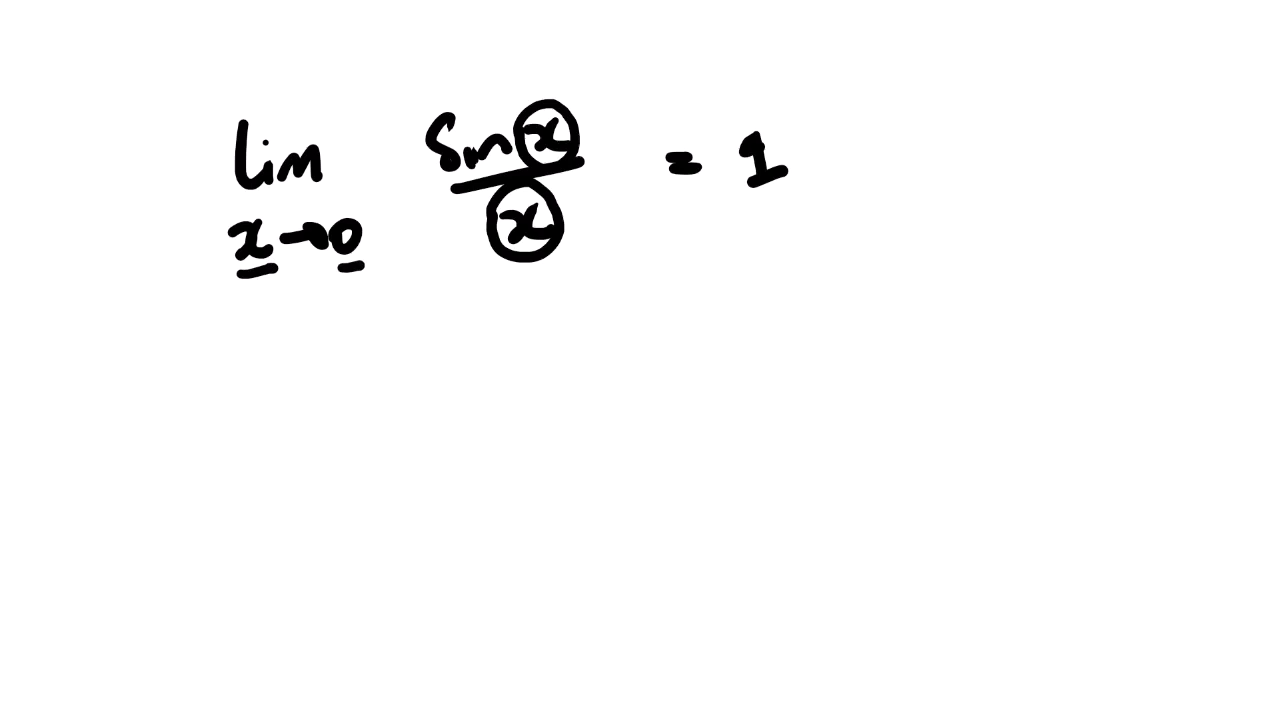 lim sin x / x = 1
x→0